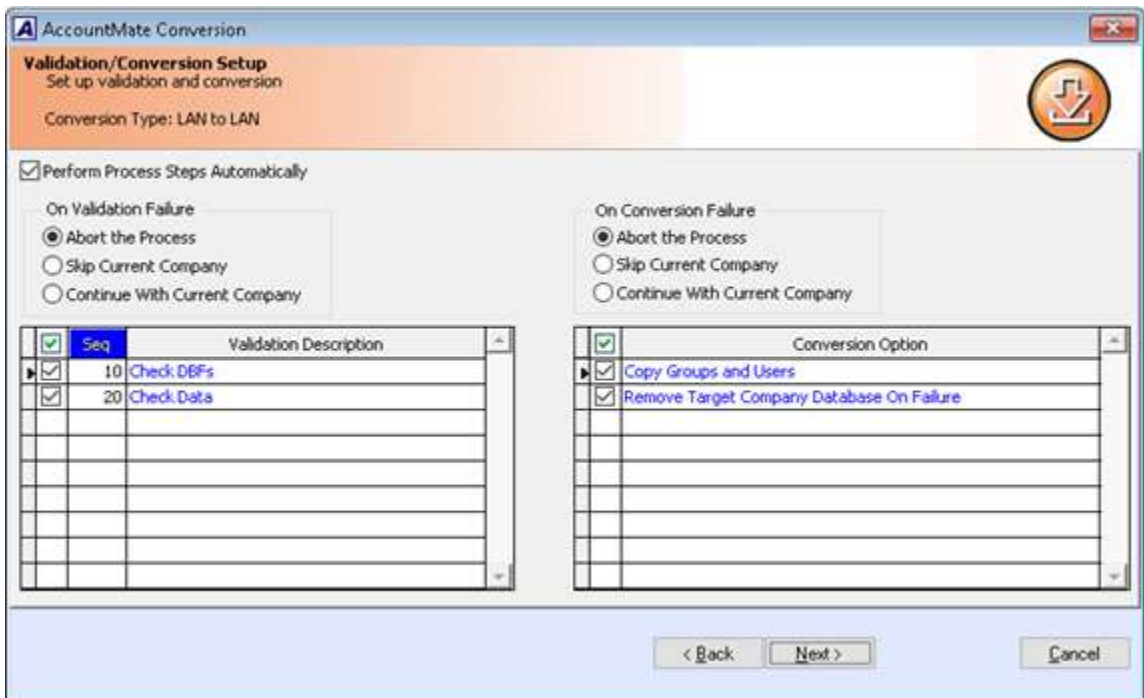 AccountMate Conversion
Validation/Conversion Setup
Set up validation and conversion
Conversion Type: LAN to LAN
Perform Process Steps Automatically
On Validation Failure
Abort the Process
Skip Current Company
Continue With Current Company
On Conversion Failure
Abort the Process
Skip Current Company
Continue With Current Company
Seq Validation Description
10 Check DBFs
20 Check Data
Conversion Option
Copy Groups and Users
Remove Target Company Database On Failure
< Back Next > Cancel